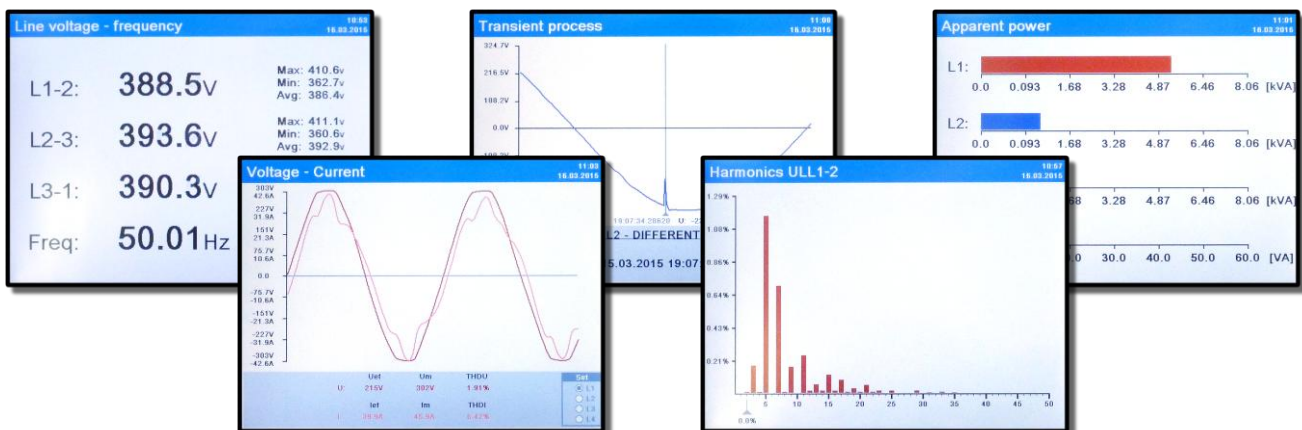 Line voltage - frequency
10:53
16.03.2015
L1-2: 388.5V
Max: 410.6v
Min: 362.7v
Avg: 386.4v
L2-3: 393.6V
Max: 411.1v
Min: 360.6v
Avg: 392.9v
L3-1: 390.3V
Freq: 50.01Hz
Transient process
11:00
16.03.2015
324.7V
216.5V
108.2V
0.0V
19:07:34.28620 U
L2 - DIFFERENT
5.03.2015 19:07
Apparent power
11:01
16.03.2015
L1:
0.0 0.093 1.68 3.28 4.87 6.46 8.06 [kVA]
L2:
0.0 0.093 1.68 3.28 4.87 6.46 8.06 [kVA]
3.28 4.87 6.46 8.06 [kVA]
30.0 40.0 50.0 60.0 [VA]
Voltage - Current
11:03
16.03.2015
303V
42.6A
227V
31.9A
151V
21.3A
75.7V
10.6A
0.0
-75.7V
-10.6A
-151V
-21.3A
-227V
-31.9A
-303V
-42.6A
Uef Um THDU
U: 215V 302V 1.91%
Ief Im THDI
Set
L1
L2
L3
L4
Harmonics ULL1-2
10:57
16.03.2015
1.29%
1.08%
0.86%
0.64%
0.43%
0.21%
5 10 15 20 25 30 35 40 45 50
0.0%